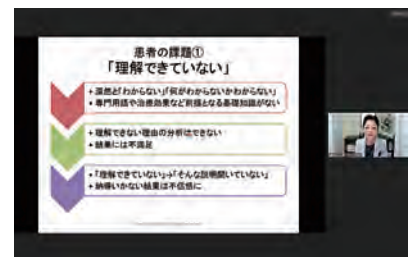 患者の課題①
「理解できていない」
• 漠然と「わからない」「何がわからないかわからない」
• 専門用語や治療効果など前提となる基礎知識がない
• 理解できない理由の分析はできない
• 結果には不満足
• 「理解できていない」→「そんな説明聞いていない」
• 納得いかない結果は不信感に